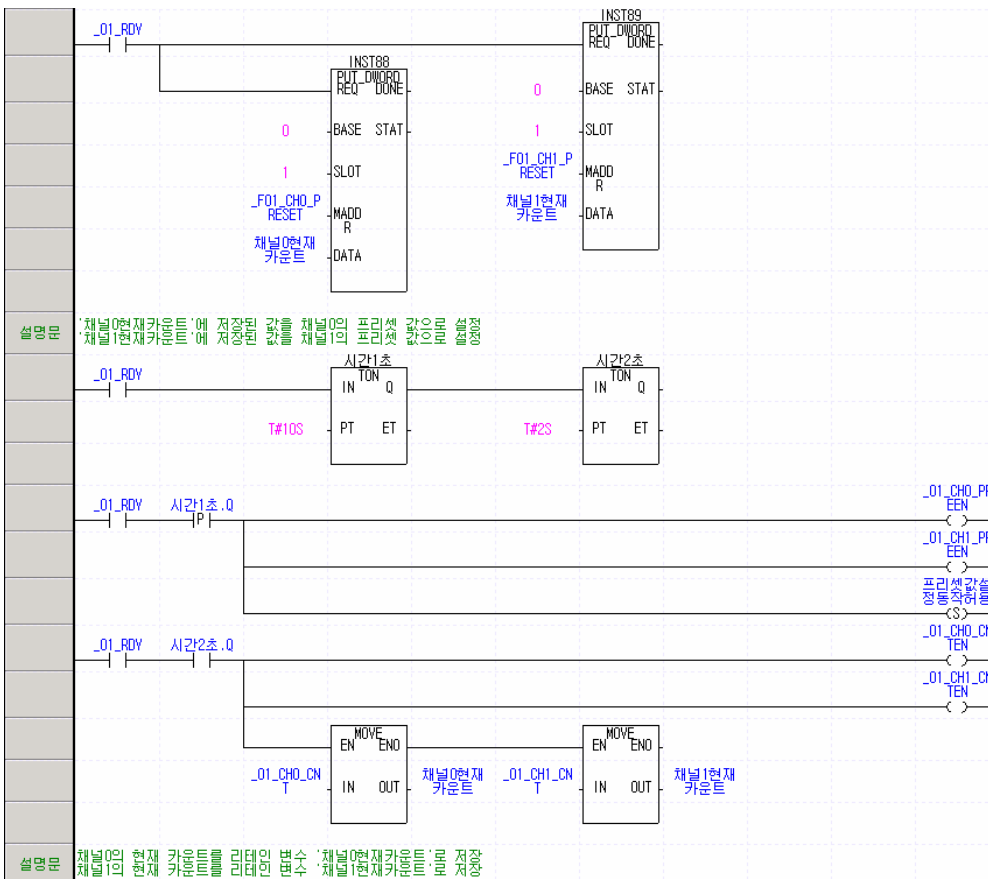 INST89
_01_RDY
PUT_DWORD
REQ DONE
INST88
PUT_DWORD
REQ DONE
0
BASE STAT
0
BASE STAT
1
SLOT
1
SLOT
_F01_CH1_P
RESET
MADD
R
_F01_CH0_P
RESET
MADD
R
채널1현재
카운트
DATA
채널0현재
카운트
DATA
설명문
'채널0현재카운트'에 저장된 값을 채널0의 프리셋 값으로 설정
'채널1현재카운트'에 저장된 값을 채널1의 프리셋 값으로 설정
시간1초
시간2초
_01_RDY
TON
IN Q
TON
IN Q
T#10S
PT ET
T#2S
PT ET
_01_RDY
시간1초.Q
P
_01_CH0_PR
EEN
_01_CH1_PR
EEN
프리셋값설
정동작허용
S
_01_RDY
시간2초.Q
_01_CH0_CN
TEN
_01_CH1_CN
TEN
MOVE
EN ENO
MOVE
EN ENO
_01_CH0_CN
T
IN OUT
채널0현재
카운트
_01_CH1_CN
T
IN OUT
채널1현재
카운트
설명문
채널0의 현재 카운트를 리테인 변수 '채널0현재카운트'로 저장
채널1의 현재 카운트를 리테인 변수 '채널1현재카운트'로 저장